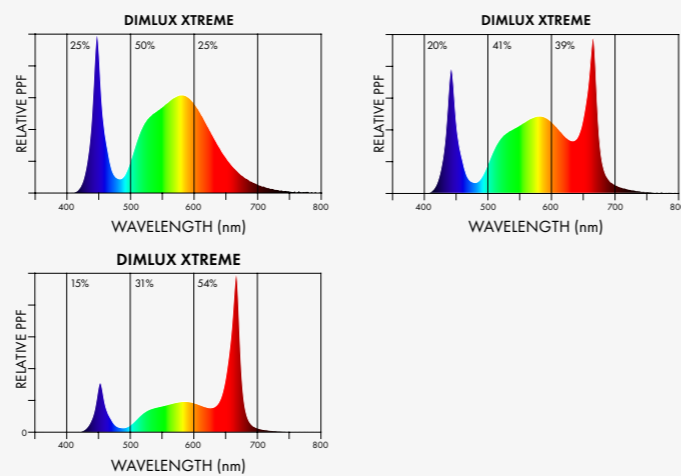 DIMLUX XTREME
25% 50% 25%
RELATIVE PPF
400 500 600 700 800
WAVELENGTH (nm)
DIMLUX XTREME
20% 41% 39%
RELATIVE PPF
400 500 600 700 800
WAVELENGTH (nm)
DIMLUX XTREME
15% 31% 54%
RELATIVE PPF
0
400 500 600 700 800
WAVELENGTH (nm)